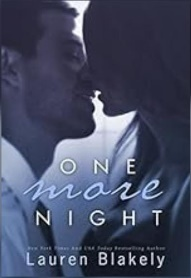 ONE
more
NIGHT
New York Times And USA Today Bestselling Author
Lauren Blakely